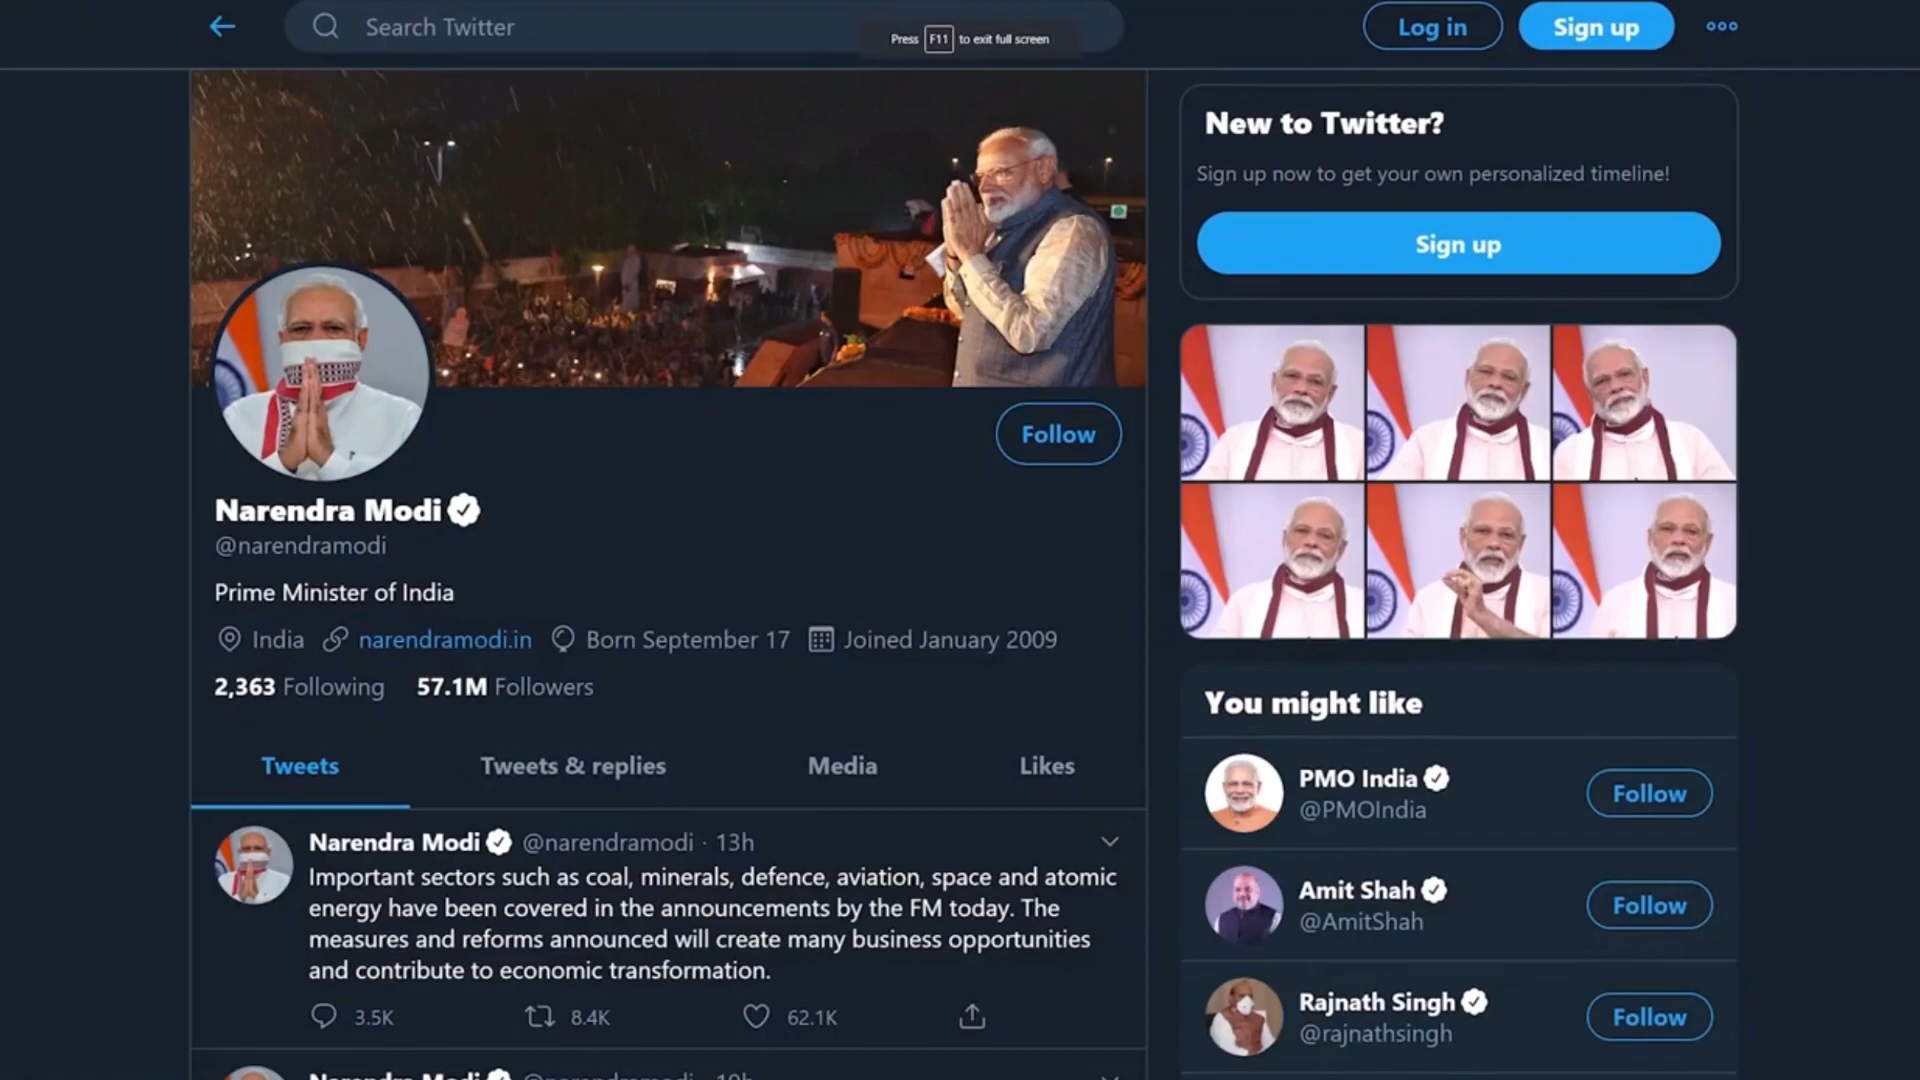 Search Twitter
Press F11 to exit full screen
Log in
Sign up
New to Twitter?
Sign up now to get your own personalized timeline!
Sign up
Follow
Narendra Modi
@narendramodi
Prime Minister of India
India narendramodi.in Born September 17 Joined January 2009
2,363 Following 57.1M Followers
Tweets Tweets & replies Media Likes
Narendra Modi @narendramodi · 13h
Important sectors such as coal, minerals, defence, aviation, space and atomic
energy have been covered in the announcements by the FM today. The
measures and reforms announced will create many business opportunities
and contribute to economic transformation.
3.5K 8.4K 62.1K
Narendra Modi @narendramodi
You might like
PMO India
@PMOIndia
Follow
Amit Shah
@AmitShah
Follow
Rajnath Singh
@rajnathsingh
Follow